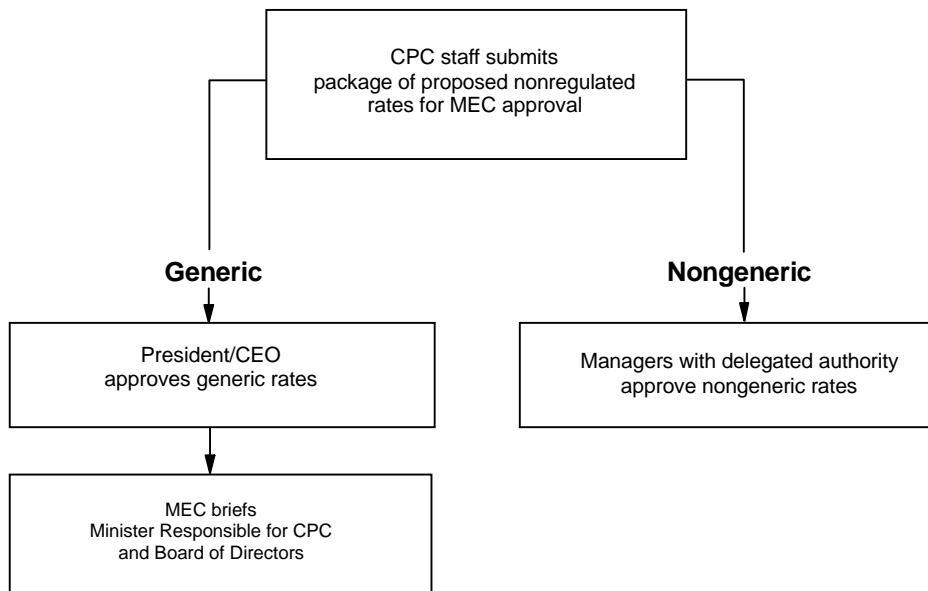 CPC staff submits
package of proposed nonregulated
rates for MEC approval
Generic
Nongeneric
President/CEO
approves generic rates
Managers with delegated authority
approve nongeneric rates
MEC briefs
Minister Responsible for CPC
and Board of Directors